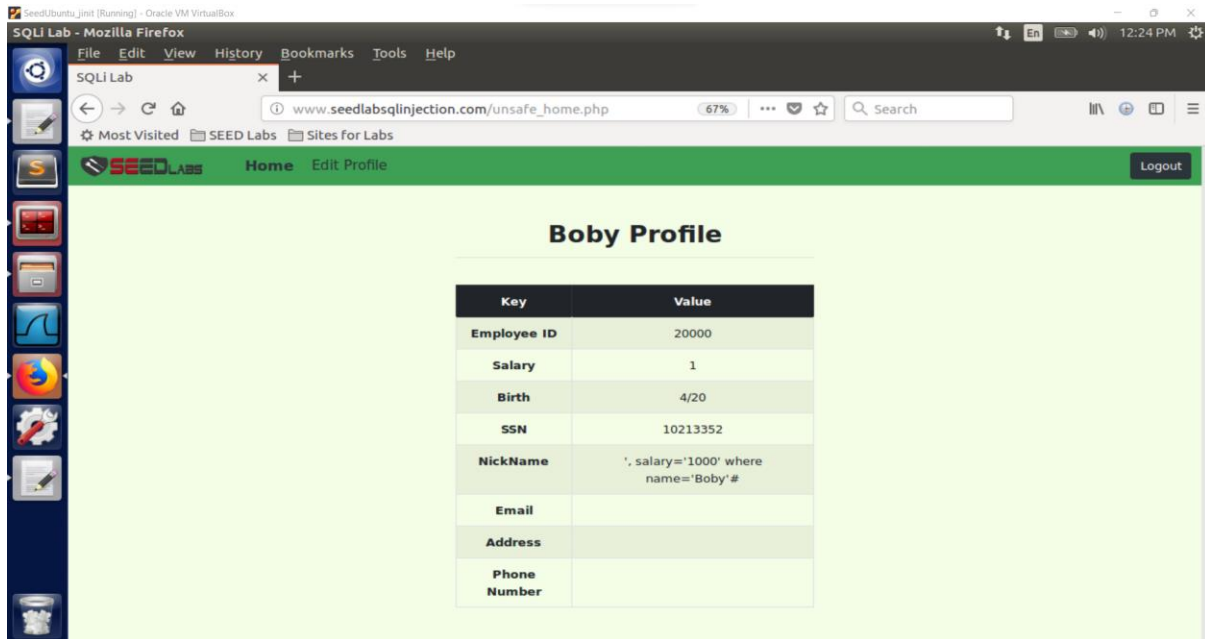 SeedUbuntu_jinit [Running] - Oracle VM VirtualBox
SQLi Lab - Mozilla Firefox
En
12:24 PM
File Edit View History Bookmarks Tools Help
SQLi Lab
www.seedlabsqlinjection.com/unsafe_home.php
67%
Search
Most Visited SEED Labs Sites for Labs
SEEDLABS Home Edit Profile Logout
Boby Profile
Key Value
Employee ID 20000
Salary 1
Birth 4/20
SSN 10213352
NickName ', salary='1000' where
name='Boby'#
Email
Address
Phone
Number